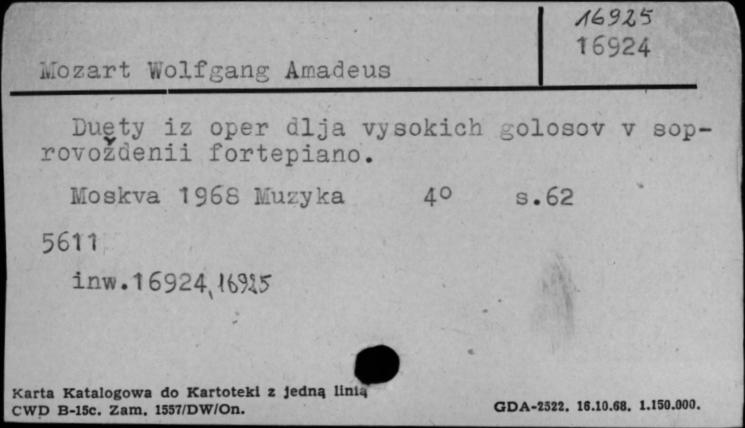 16925
16924
Mozart Wolfgang Amadeus
Duety iz oper dlja vysokich golosov v sop-
rovoždenii fortepiano.
Moskva 1968 Muzyka 4o s.62
5611
inw.16924, 16925
Karta Katalogowa do Kartoteki z jedną linią
CWD B-15c. Zam. 1557/DW/On.
GDA-2522. 16.10.68. 1.150.000.